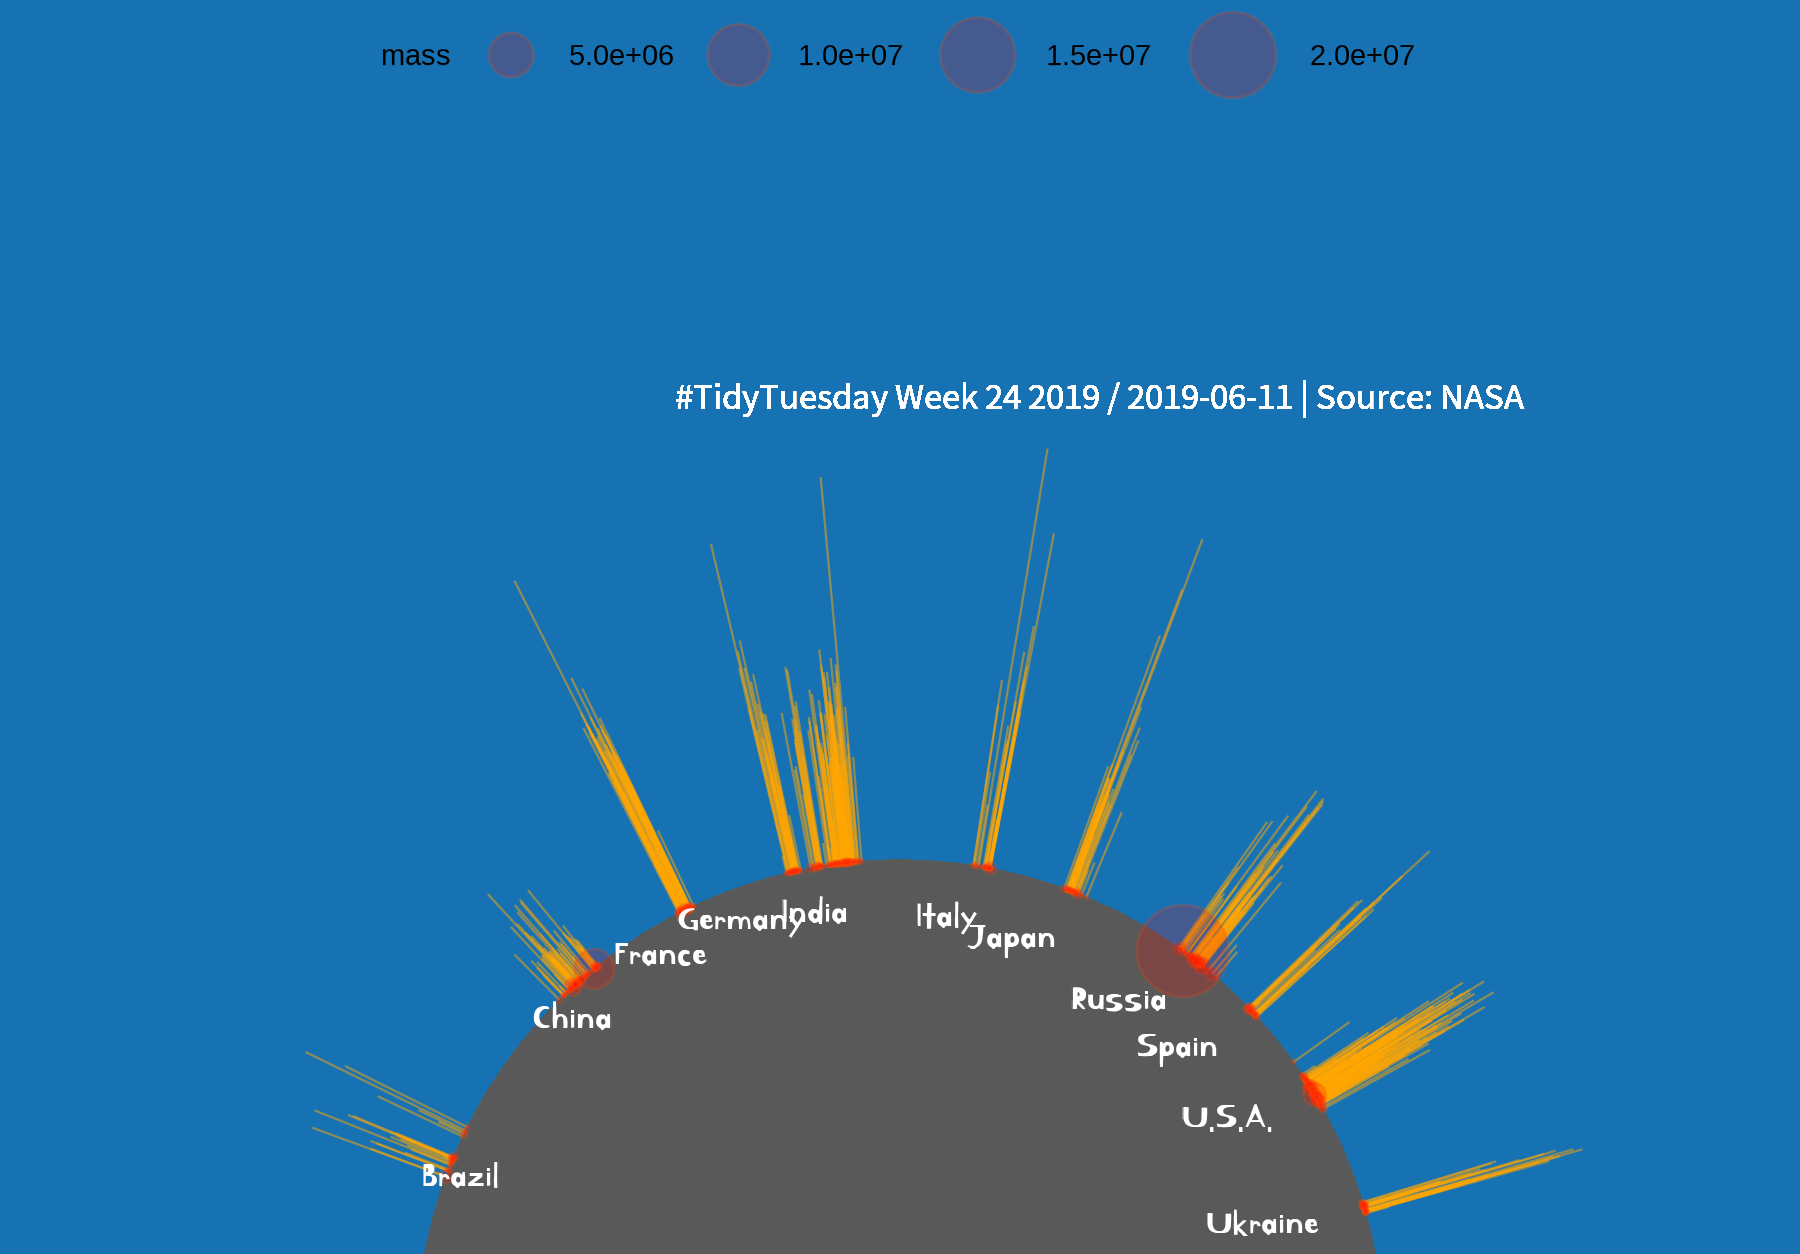 mass 5.0e+06 1.0e+07 1.5e+07 2.0e+07
#TidyTuesday Week 24 2019 / 2019-06-11 | Source: NASA
Germany
India
Italy
Japan
France
Russia
China
Spain
U.S.A.
Brazil
Ukraine